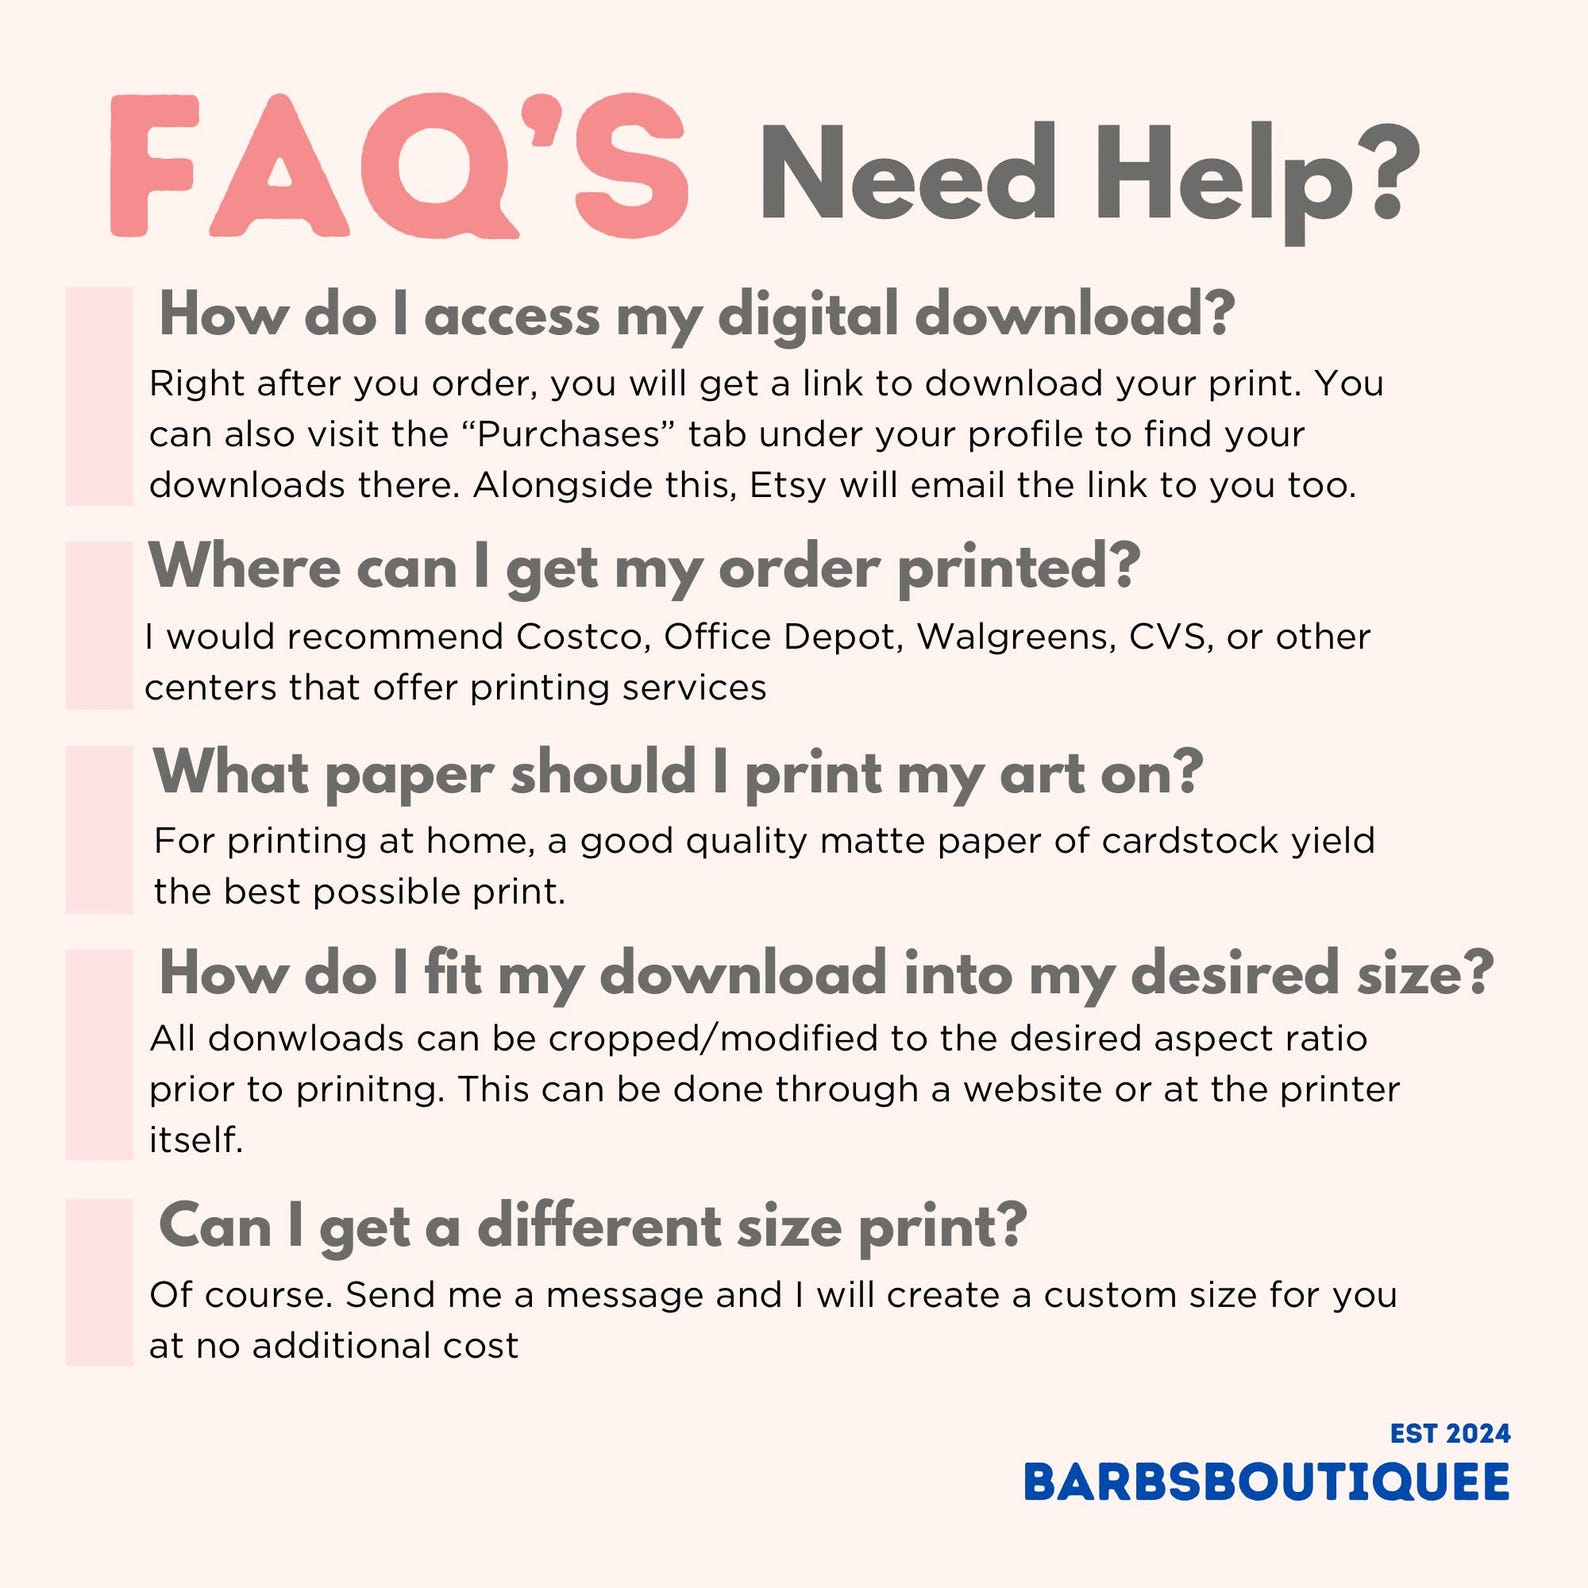 FAQ’S Need Help?
How do I access my digital download?
Right after you order, you will get a link to download your print. You
can also visit the “Purchases” tab under your profile to find your
downloads there. Alongside this, Etsy will email the link to you too.
Where can I get my order printed?
I would recommend Costco, Office Depot, Walgreens, CVS, or other
centers that offer printing services
What paper should I print my art on?
For printing at home, a good quality matte paper of cardstock yield
the best possible print.
How do I fit my download into my desired size?
All donwloads can be cropped/modified to the desired aspect ratio
prior to prinitng. This can be done through a website or at the printer
itself.
Can I get a different size print?
Of course. Send me a message and I will create a custom size for you
at no additional cost
EST 2024
BARBSBOUTIQUEE